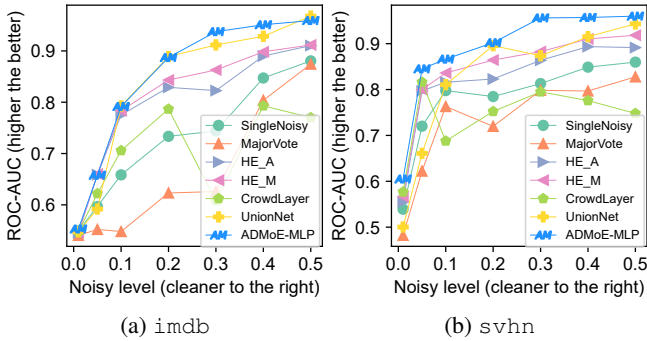 ROC-AUC (higher the better)
0.9
0.8
0.7
0.6
0.0
0.1
0.2
0.3
0.4
0.5
Noisy level (cleaner to the right)
SingleNoisy
MajorVote
HE_A
HE_M
CrowdLayer
UnionNet
ADMoE-MLP
(a) imdb
ROC-AUC (higher the better)
0.9
0.8
0.7
0.6
0.5
0.0
0.1
0.2
0.3
0.4
0.5
Noisy level (cleaner to the right)
SingleNoisy
MajorVote
HE_A
HE_M
CrowdLayer
UnionNet
ADMoE-MLP
(b) svhn